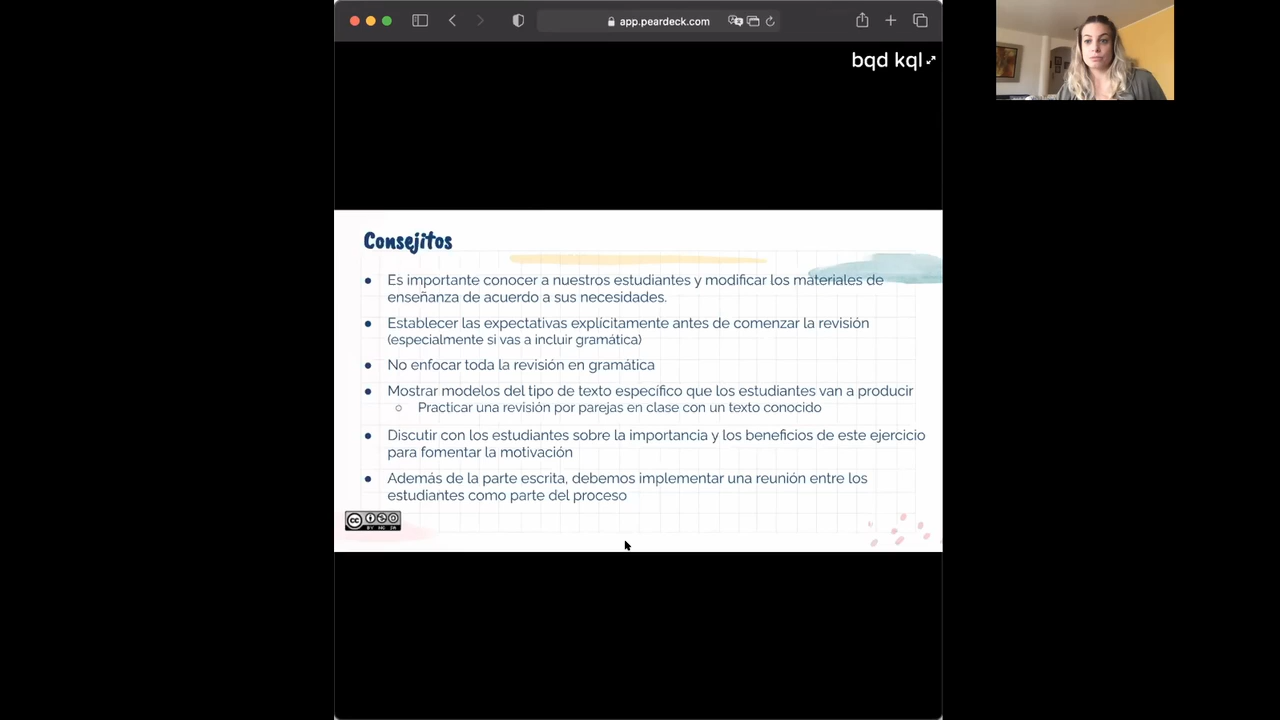 app.peardeck.com
bqd kql
Consejitos
● Es importante conocer a nuestros estudiantes y modificar los materiales de
enseñanza de acuerdo a sus necesidades.
● Establecer las expectativas explícitamente antes de comenzar la revisión
(especialmente si vas a incluir gramática)
● No enfocar toda la revisión en gramática
● Mostrar modelos del tipo de texto específico que los estudiantes van a producir
○ Practicar una revisión por parejas en clase con un texto conocido
● Discutir con los estudiantes sobre la importancia y los beneficios de este ejercicio
para fomentar la motivación
● Además de la parte escrita, debemos implementar una reunión entre los
estudiantes como parte del proceso
cc
BY NC SA